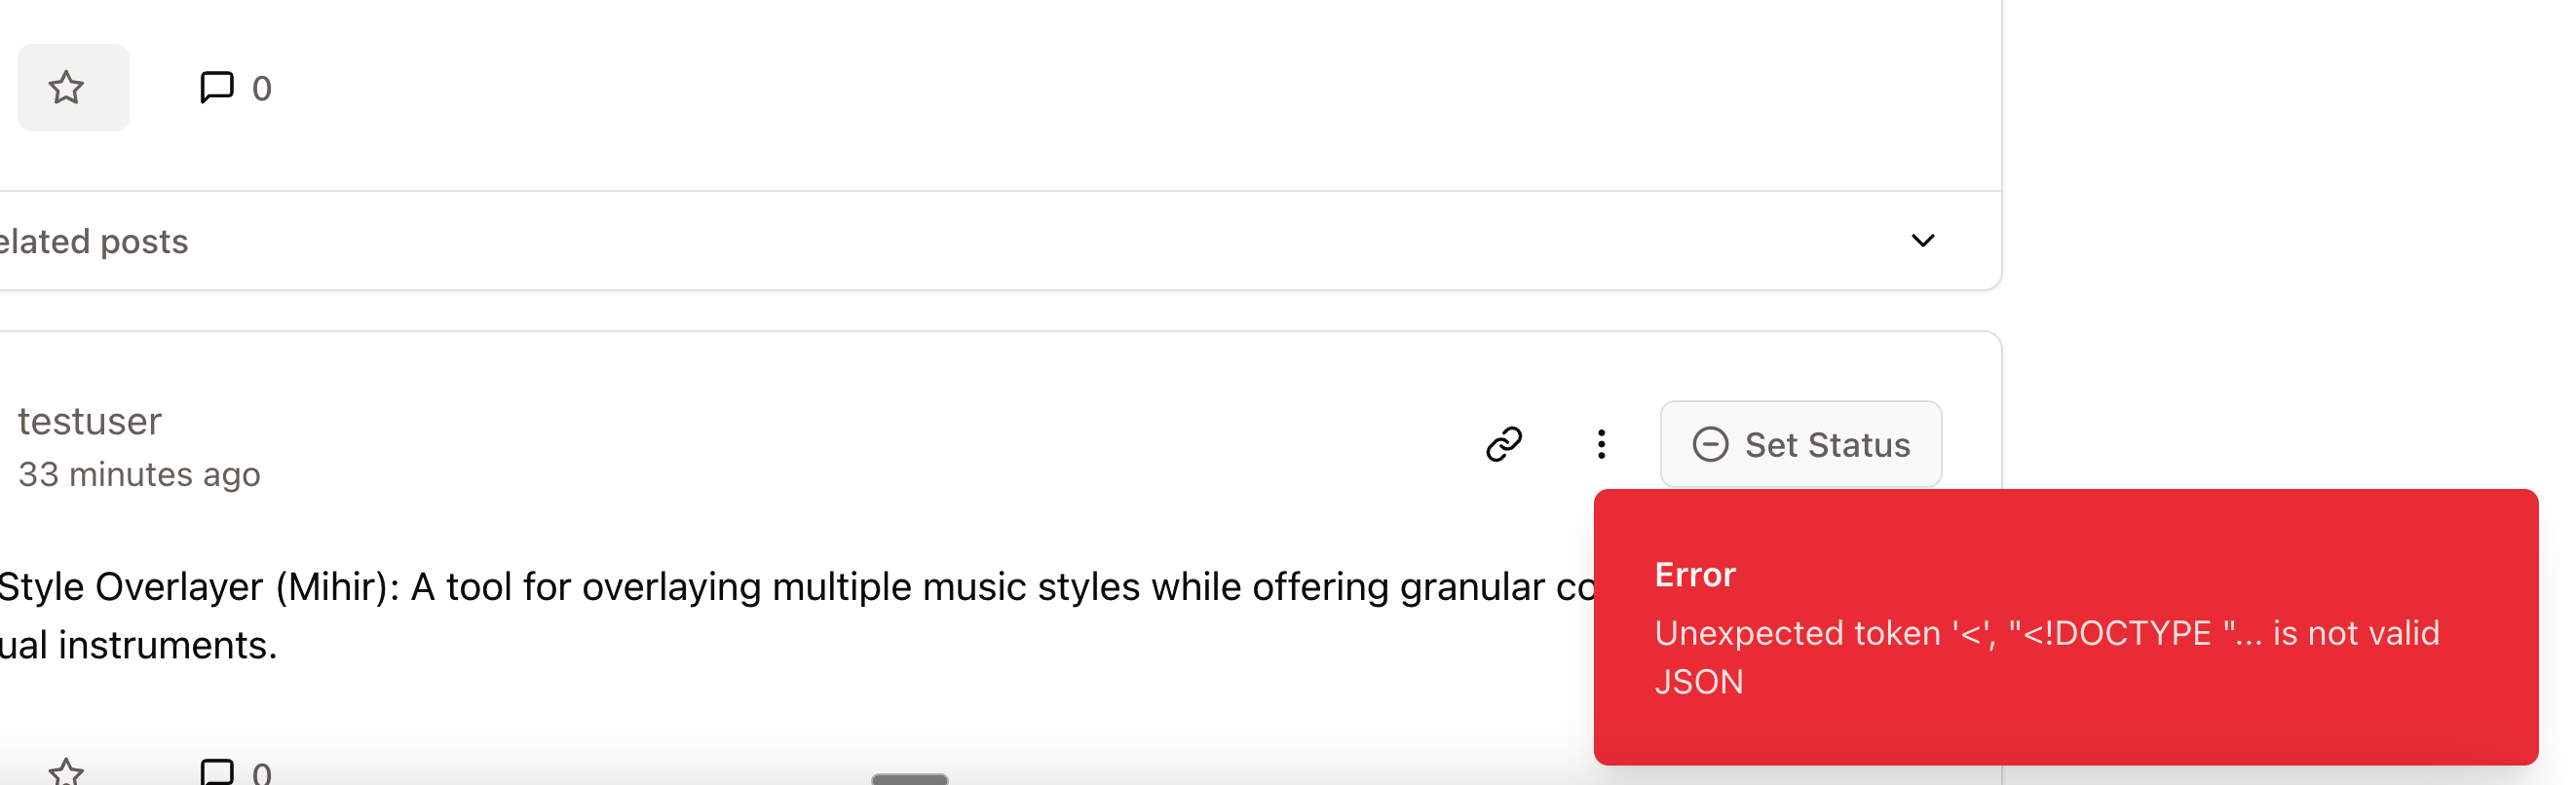 0
elated posts
testuser
Set Status
33 minutes ago
Style Overlayer (Mihir): A tool for overlaying multiple music styles while offering granular co
ual instruments.
Error
Unexpected token '<', "<!DOCTYPE "... is not valid
JSON
0